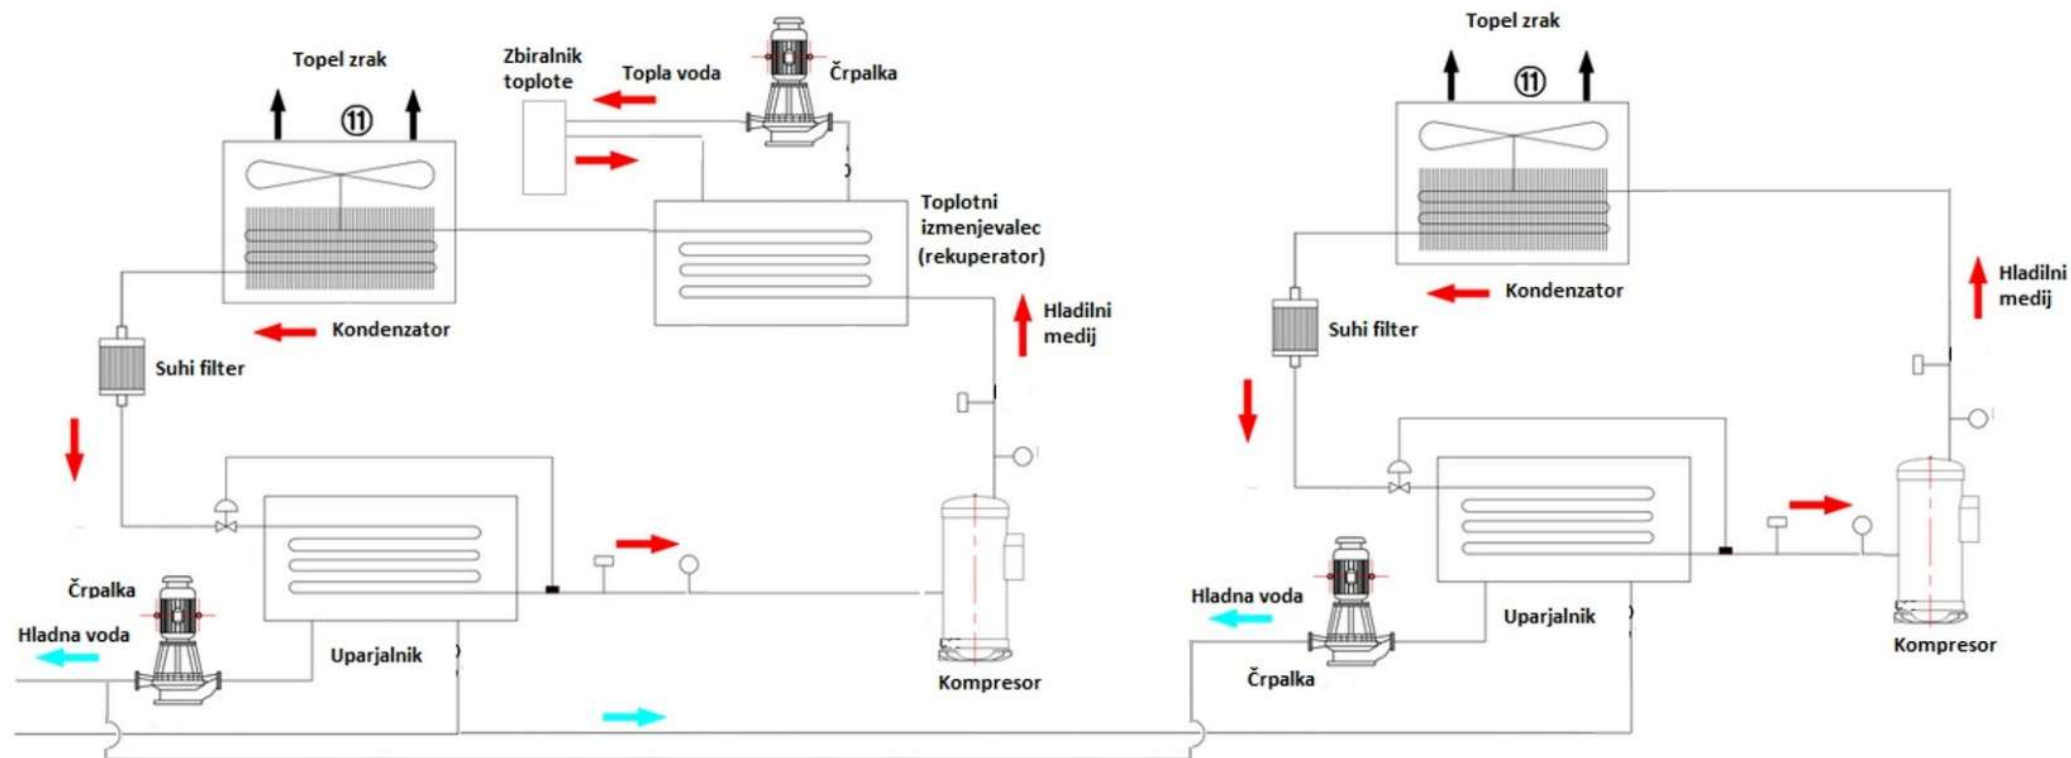 Topel zrak
⑪
Zbiralnik
toplote
Topla voda
Črpalka
Toplotni
izmenjevalec
(rekuperator)
Hladilni
medij
Kondenzator
Suhi filter
Črpalka
Hladna voda
Uparjalnik
Kompresor
Topel zrak
⑪
Hladilni
medij
Kondenzator
Suhi filter
Hladna voda
Uparjalnik
Črpalka
Kompresor